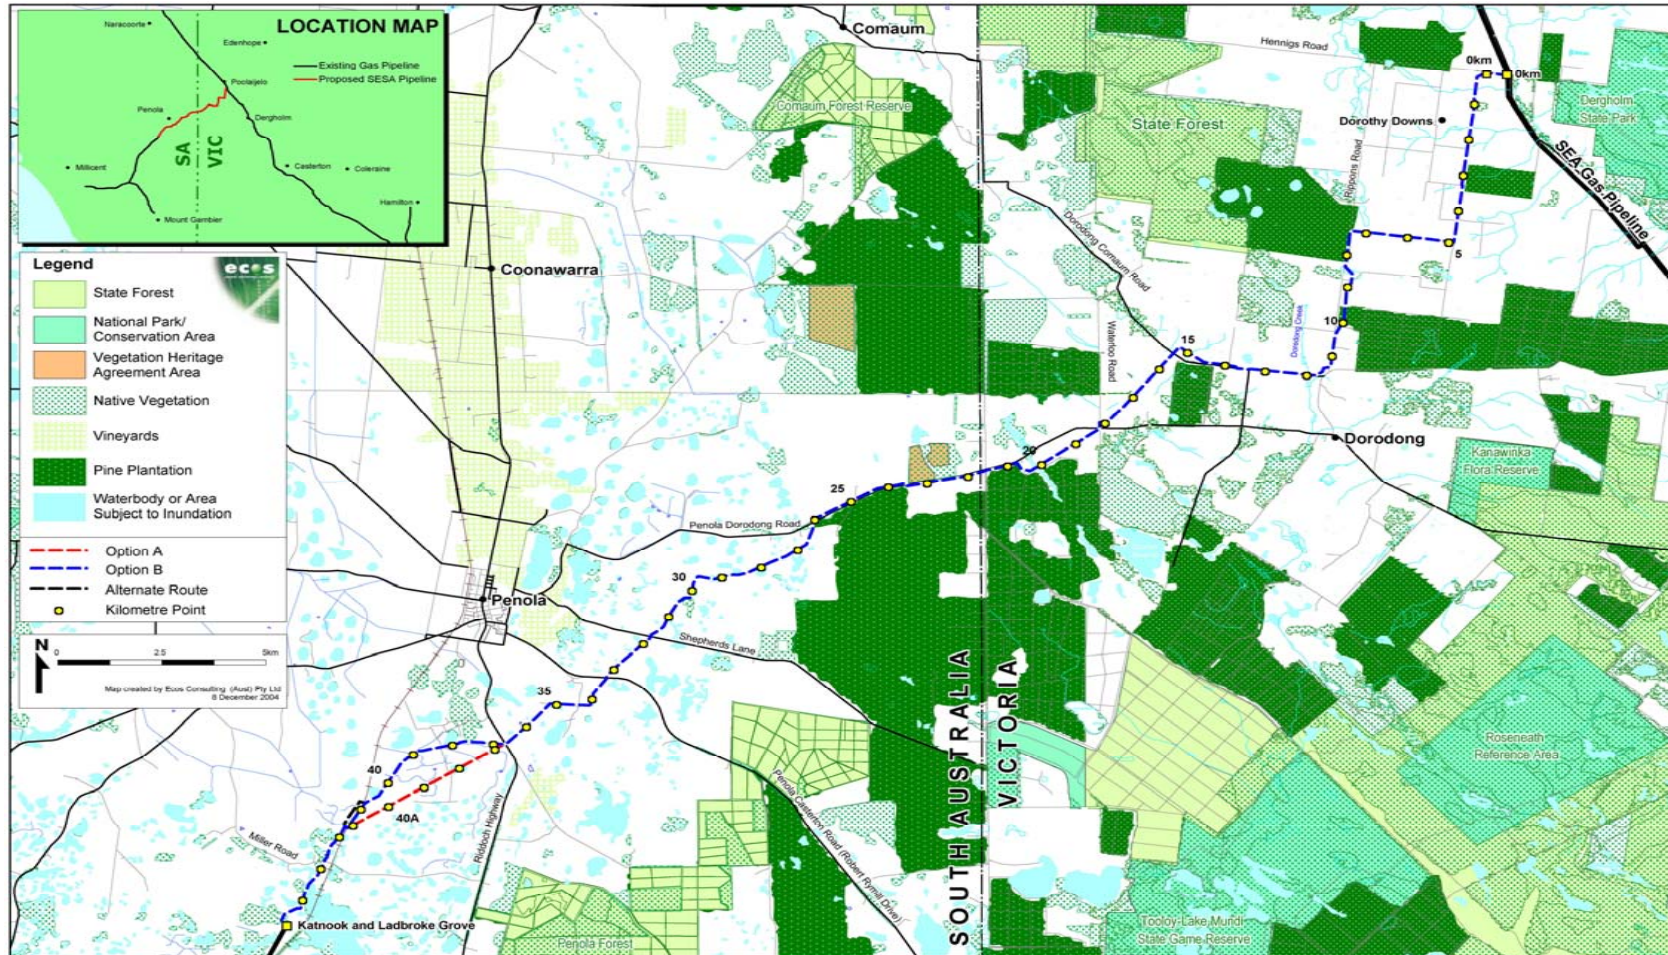 LOCATION MAP
Naracoorte
Edenhope
Existing Gas Pipeline
Proposed SESA Pipeline
Poolaijelo
Penola
Dergholm
SA
VIC
Millicent
Casterton
Coleraine
Hamilton
Mount Gambier
Legend
ecos
State Forest
National Park/
Conservation Area
Vegetation Heritage
Agreement Area
Native Vegetation
Vineyards
Pine Plantation
Waterbody or Area
Subject to Inundation
Option A
Option B
Alternate Route
Kilometre Point
N
0
2.5
5km
Map created by Ecos Consulting (Aust) Pty Ltd
8 December 2004
Comaum
Comaum Forest Reserve
Coonawarra
Hennigs Road
0km
0km
Dergholm
State Park
State Forest
Dorothy Downs
Rippons Road
SEA Gas Pipeline
5
Dorodong Comaum Road
Waterloo Road
Dorodong Creek
10
15
Dorodong
Kanawinka
Flora Reserve
20
25
Penola Dorodong Road
30
Penola
Shepherds Lane
35
SOUTH AUSTRALIA
VICTORIA
Roseneath
Reference Area
40
40A
Riddoch Highway
Penola Casterton Road (Robert Rymill Drive)
Miller Road
Katnook and Ladbroke Grove
Penola Forest
Tooloy-Lake Mundi
State Game Reserve